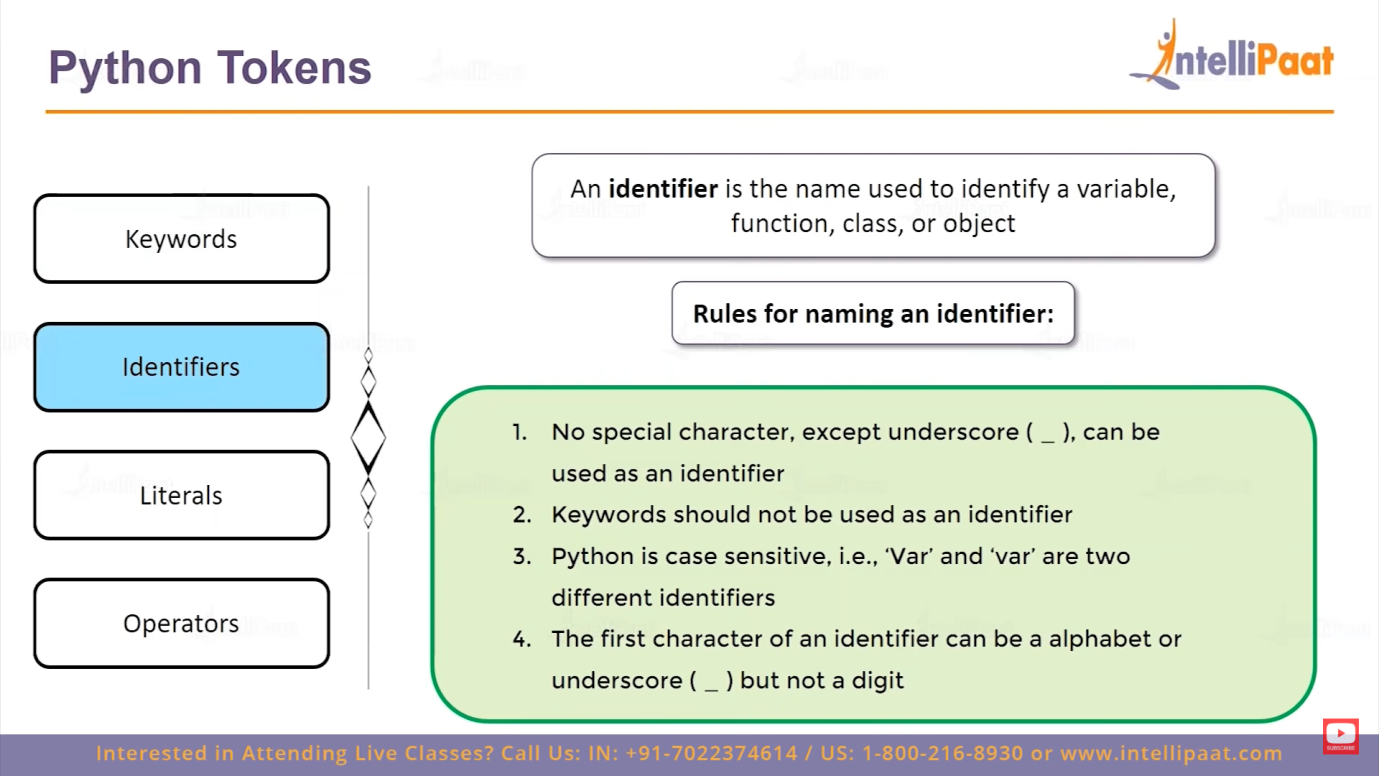 Python Tokens
IntelliPaat
Keywords
Identifiers
Literals
Operators
An identifier is the name used to identify a variable,
function, class, or object
Rules for naming an identifier:
1. No special character, except underscore ( _ ), can be
used as an identifier
2. Keywords should not be used as an identifier
3. Python is case sensitive, i.e., ‘Var’ and ‘var’ are two
different identifiers
4. The first character of an identifier can be a alphabet or
underscore ( _ ) but not a digit
SUBSCRIBE
Interested in Attending Live Classes? Call Us: IN: +91-7022374614 / US: 1-800-216-8930 or www.intellipaat.com